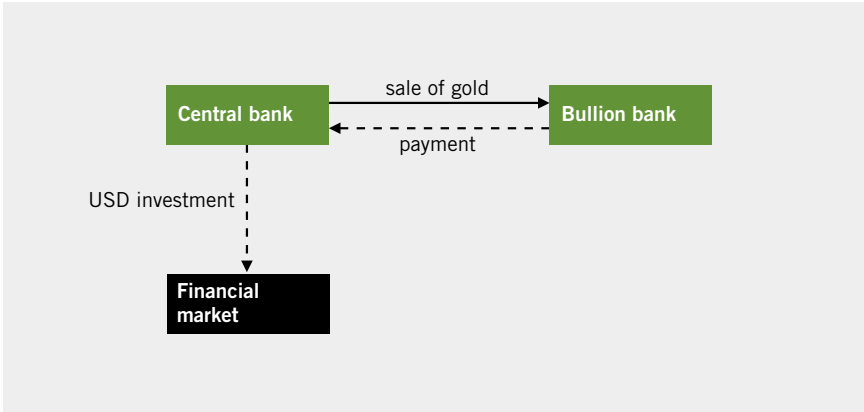 sale of gold
Central bank
Bullion bank
payment
USD investment
Financial
market